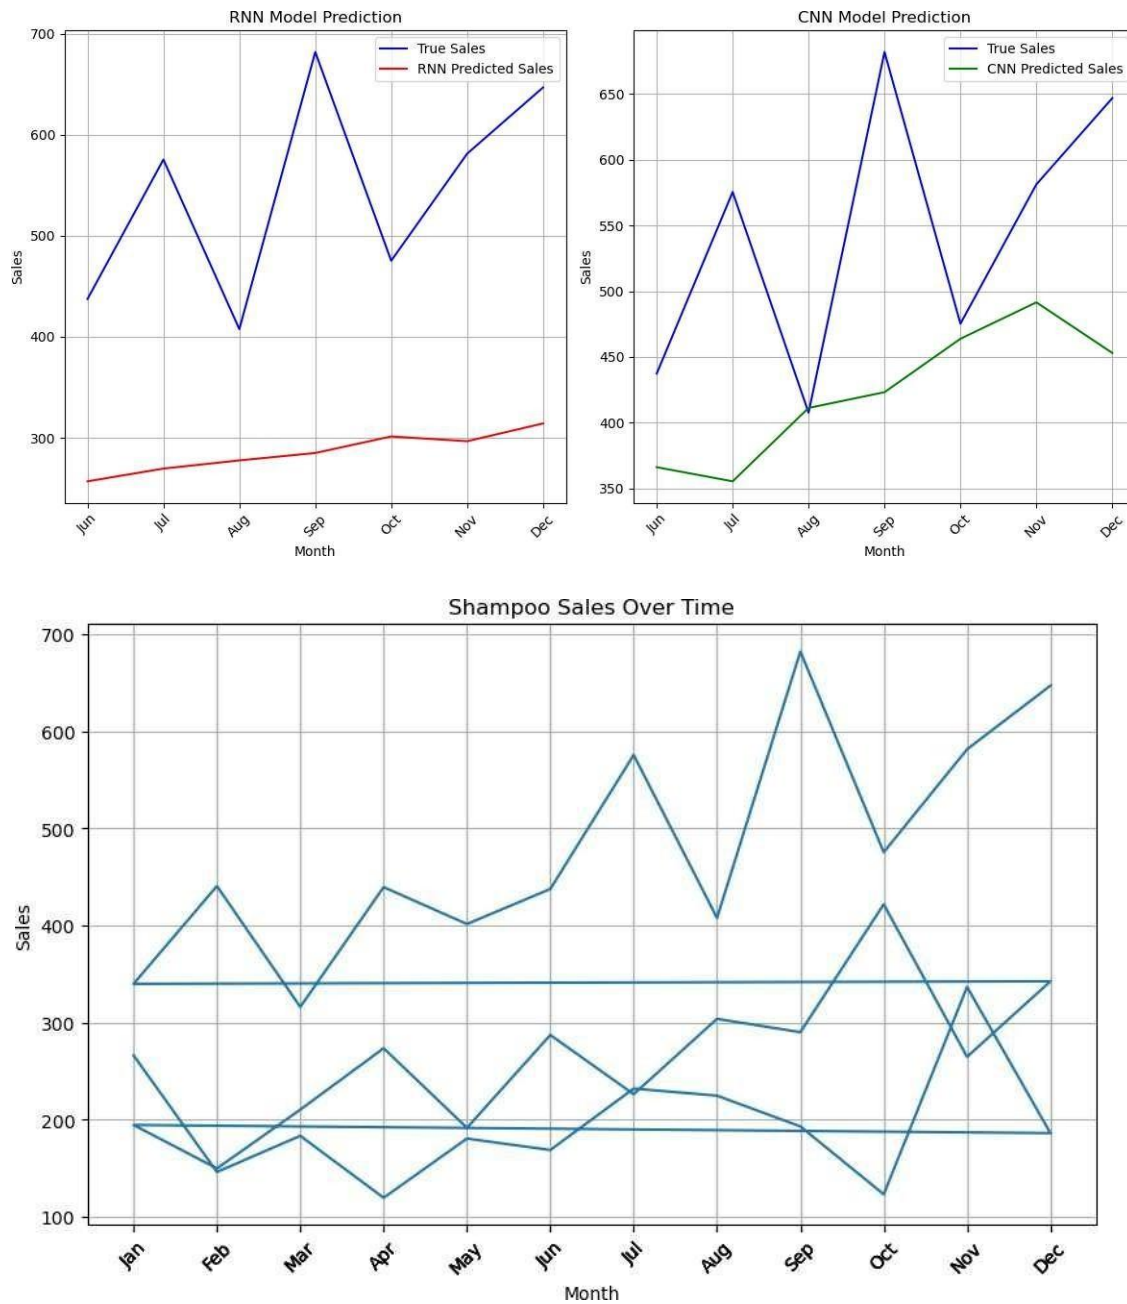 RNN Model Prediction
700
600
500
400
300
Sales
True Sales
RNN Predicted Sales
Jun Jul Aug Sep Oct Nov Dec
Month
CNN Model Prediction
650
600
550
500
450
400
350
Sales
True Sales
CNN Predicted Sales
Jun Jul Aug Sep Oct Nov Dec
Month
Shampoo Sales Over Time
700
600
500
400
300
200
100
Sales
Jan Feb Mar Apr May Jun Jul Aug Sep Oct Nov Dec
Month